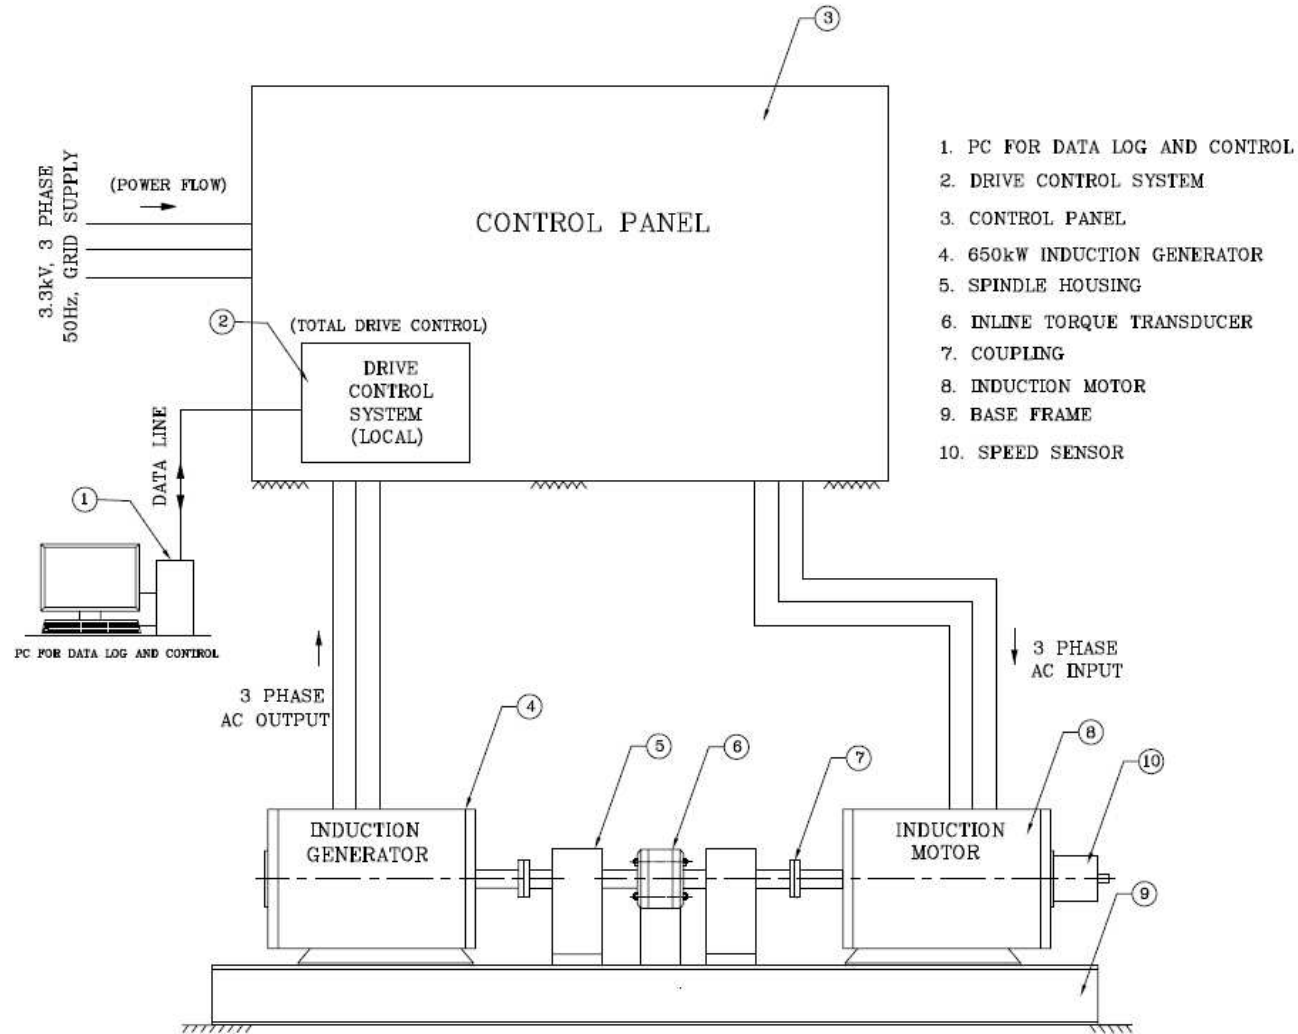 3
3.3kV, 3 PHASE
50Hz, GRID SUPPLY
(POWER FLOW)
CONTROL PANEL
1. PC FOR DATA LOG AND CONTROL
2. DRIVE CONTROL SYSTEM
3. CONTROL PANEL
4. 650kW INDUCTION GENERATOR
5. SPINDLE HOUSING
6. INLINE TORQUE TRANSDUCER
7. COUPLING
8. INDUCTION MOTOR
9. BASE FRAME
10. SPEED SENSOR
2
(TOTAL DRIVE CONTROL)
DRIVE
CONTROL
SYSTEM
(LOCAL)
DATA LINE
1
PC FOR DATA LOG AND CONTROL
3 PHASE
AC OUTPUT
3 PHASE
AC INPUT
4
5
6
7
8
10
INDUCTION
GENERATOR
INDUCTION
MOTOR
9